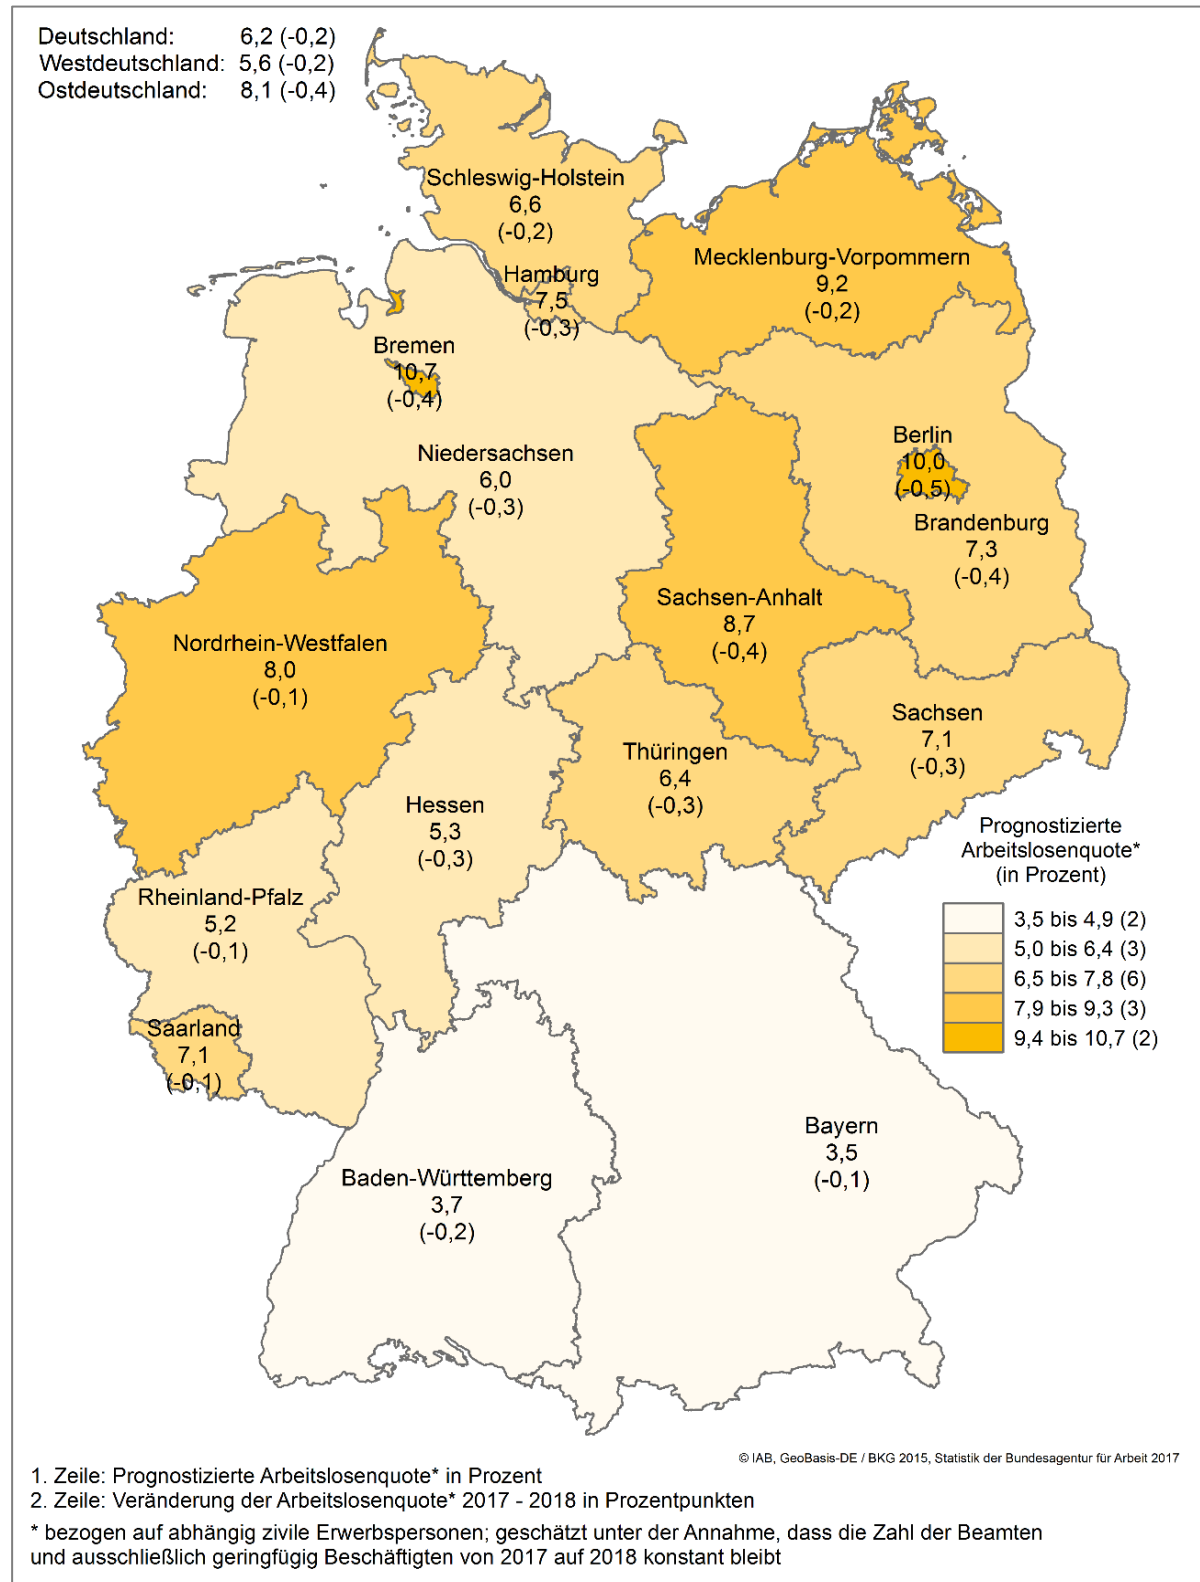 Deutschland: 6,2 (-0,2)
Westdeutschland: 5,6 (-0,2)
Ostdeutschland: 8,1 (-0,4)
Schleswig-Holstein
6,6
(-0,2)
Hamburg
7,5
(-0,3)
Mecklenburg-Vorpommern
9,2
(-0,2)
Bremen
10,7
(-0,4)
Niedersachsen
6,0
(-0,3)
Berlin
10,0
(-0,5)
Brandenburg
7,3
(-0,4)
Sachsen-Anhalt
8,7
(-0,4)
Nordrhein-Westfalen
8,0
(-0,1)
Sachsen
7,1
(-0,3)
Thüringen
6,4
(-0,3)
Hessen
5,3
(-0,3)
Rheinland-Pfalz
5,2
(-0,1)
Saarland
7,1
(-0,1)
Baden-Württemberg
3,7
(-0,2)
Bayern
3,5
(-0,1)
Prognostizierte
Arbeitslosenquote*
(in Prozent)
3,5 bis 4,9 (2)
5,0 bis 6,4 (3)
6,5 bis 7,8 (6)
7,9 bis 9,3 (3)
9,4 bis 10,7 (2)
© IAB, GeoBasis-DE / BKG 2015, Statistik der Bundesagentur für Arbeit 2017
1. Zeile: Prognostizierte Arbeitslosenquote* in Prozent
2. Zeile: Veränderung der Arbeitslosenquote* 2017 - 2018 in Prozentpunkten
* bezogen auf abhängig zivile Erwerbspersonen; geschätzt unter der Annahme, dass die Zahl der Beamten
und ausschließlich geringfügig Beschäftigten von 2017 auf 2018 konstant bleibt